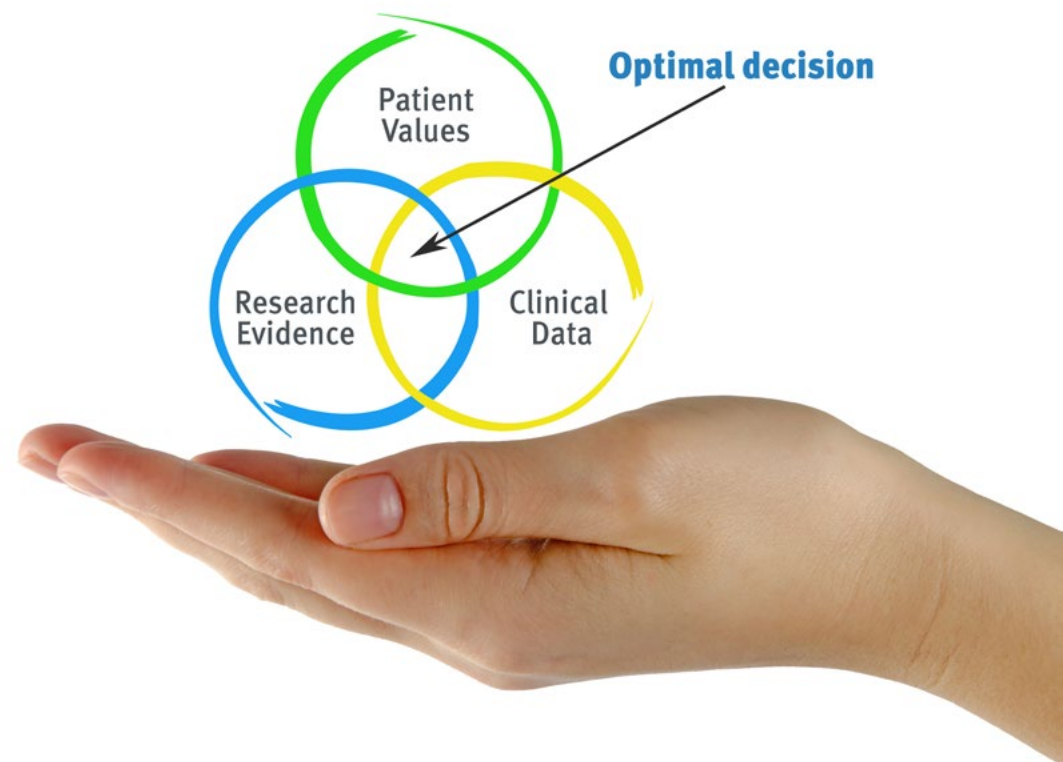 Patient
Values
Optimal decision
Research
Evidence
Clinical
Data